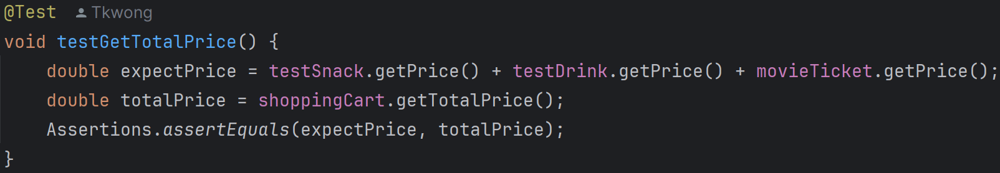 @Test Tkwong
void testGetTotalPrice() {
    double expectPrice = testSnack.getPrice() + testDrink.getPrice() + movieTicket.getPrice();
    double totalPrice = shoppingCart.getTotalPrice();
    Assertions.assertEquals(expectPrice, totalPrice);
}